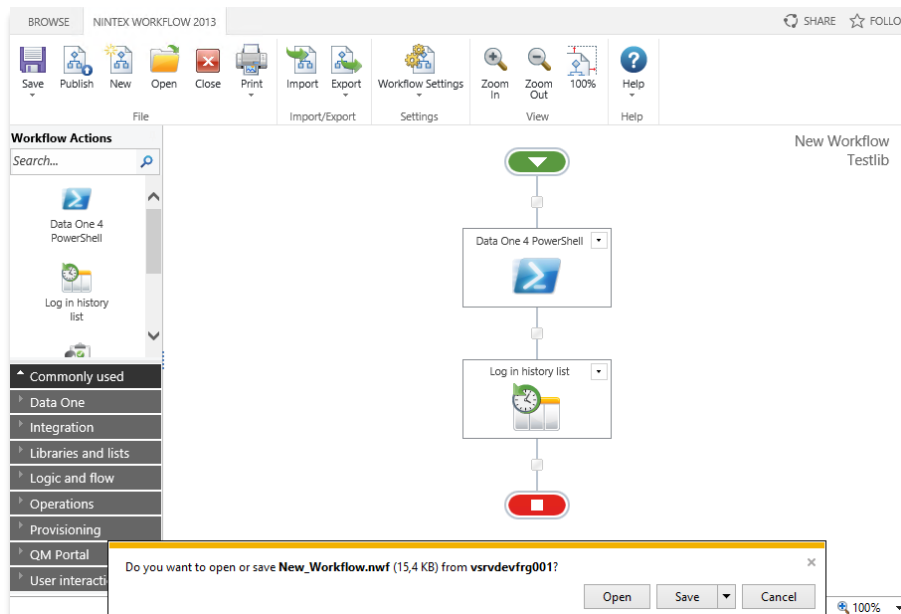 BROWSE NINTEX WORKFLOW 2013 SHARE FOLLO
Save Publish New Open Close Print Import Export Workflow Settings Zoom In Zoom Out 100% Help
File Import/Export Settings View Help
Workflow Actions
Search...
Data One 4
PowerShell
Log in history
list
Commonly used
Data One
Integration
Libraries and lists
Logic and flow
Operations
Provisioning
QM Portal
User interacti
New Workflow
Testlib
Data One 4 PowerShell
Log in history list
Do you want to open or save New_Workflow.nwf (15,4 KB) from vsrvdevfrg001?
Open Save Cancel
100%